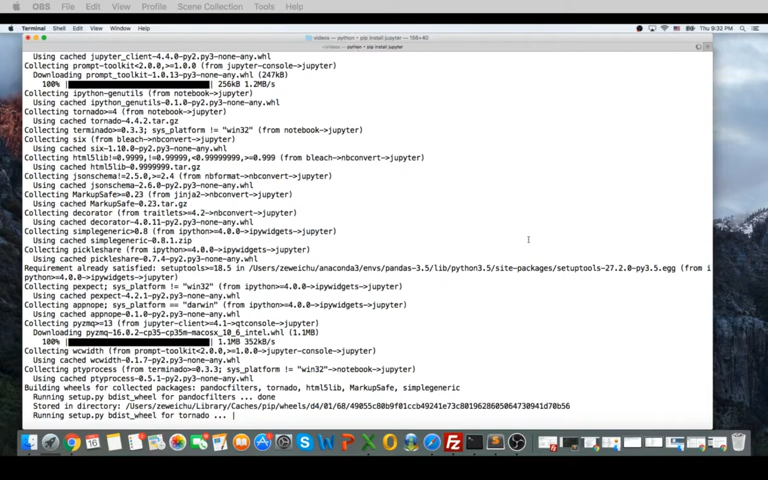 OBS File Edit View Profile Scene Collection Tools Help
Terminal Shell Edit View Window Help Thu 9:32 PM
videos — python • pip install jupyter — 156×40
videos — python • pip install jupyter
Using cached jupyter_client-4.4.0-py2.py3-none-any.whl
Collecting prompt-toolkit<2.0.0,>=1.0.0 (from jupyter-console->jupyter)
Downloading prompt_toolkit-1.0.13-py3-none-any.whl (247kB)
100% | | 256kB 1.2MB/s
Collecting ipython-genutils (from notebook->jupyter)
Using cached ipython_genutils-0.1.0-py2.py3-none-any.whl
Collecting tornado>=4 (from notebook->jupyter)
Using cached tornado-4.4.2.tar.gz
Collecting terminado>=0.3.3; sys_platform != "win32" (from notebook->jupyter)
Collecting six (from bleach->nbconvert->jupyter)
Using cached six-1.10.0-py2.py3-none-any.whl
Collecting html5lib!=0.9999,!=0.99999,<0.99999999,>=0.999 (from bleach->nbconvert->jupyter)
Using cached html5lib-0.9999999.tar.gz
Collecting jsonschema!=2.5.0,>=2.4 (from nbformat->nbconvert->jupyter)
Using cached jsonschema-2.6.0-py2.py3-none-any.whl
Collecting MarkupSafe>=0.23 (from jinja2->nbconvert->jupyter)
Using cached MarkupSafe-0.23.tar.gz
Collecting decorator (from traitlets>=4.2->nbconvert->jupyter)
Using cached decorator-4.0.11-py2.py3-none-any.whl
Collecting simplegeneric>0.8 (from ipython>=4.0.0->ipywidgets->jupyter)
Using cached simplegeneric-0.8.1.zip
Collecting pickleshare (from ipython>=4.0.0->ipywidgets->jupyter)
Using cached pickleshare-0.7.4-py2.py3-none-any.whl
Requirement already satisfied: setuptools>=18.5 in /Users/zeweichu/anaconda3/envs/pandas-3.5/lib/python3.5/site-packages/setuptools-27.2.0-py3.5.egg (from i
python>=4.0.0->ipywidgets->jupyter)
Collecting pexpect; sys_platform != "win32" (from ipython>=4.0.0->ipywidgets->jupyter)
Using cached pexpect-4.2.1-py2.py3-none-any.whl
Collecting appnope; sys_platform == "darwin" (from ipython>=4.0.0->ipywidgets->jupyter)
Using cached appnope-0.1.0-py2.py3-none-any.whl
Collecting pyzmq>=13 (from jupyter-client>=4.1->qtconsole->jupyter)
Downloading pyzmq-16.0.2-cp35-cp35m-macosx_10_6_intel.whl (1.1MB)
100% | | 1.1MB 352kB/s
Collecting wcwidth (from prompt-toolkit<2.0.0,>=1.0.0->jupyter-console->jupyter)
Using cached wcwidth-0.1.7-py2.py3-none-any.whl
Collecting ptyprocess (from terminado>=0.3.3; sys_platform != "win32"->notebook->jupyter)
Using cached ptyprocess-0.5.1-py2.py3-none-any.whl
Building wheels for collected packages: pandocfilters, tornado, html5lib, MarkupSafe, simplegeneric
Running setup.py bdist_wheel for pandocfilters ... done
Stored in directory: /Users/zeweichu/Library/Caches/pip/wheels/d4/01/68/49055c80b9f01ccb49241e73c8019628605064730941d70b56
Running setup.py bdist_wheel for tornado ... |